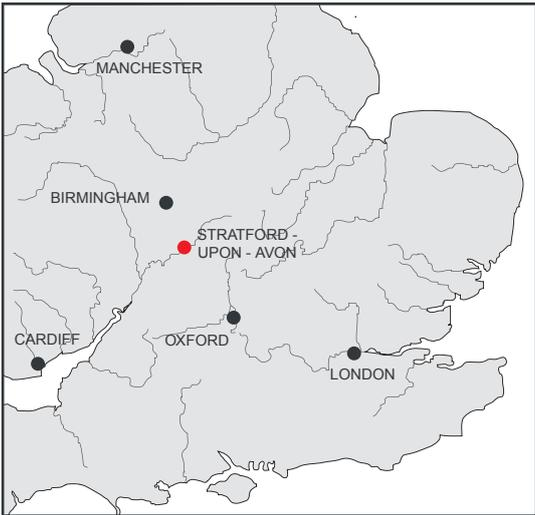 MANCHESTER
BIRMINGHAM
STRATFORD -
UPON - AVON
CARDIFF
OXFORD
LONDON